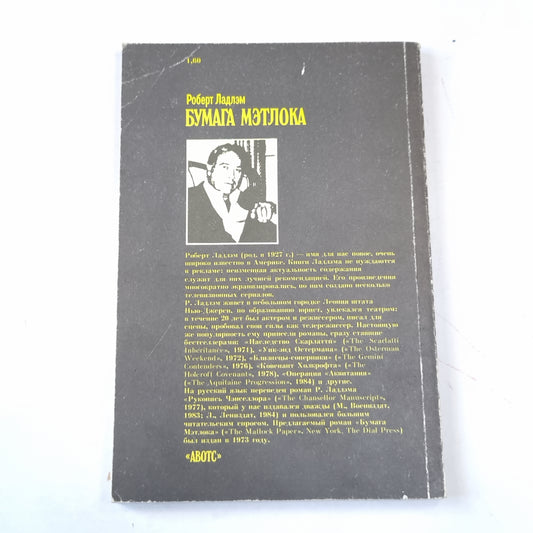 1,60
Роберт Ладлэм
БУМАГА МЭТЛОКА
Роберт Ладлэм (род. в 1927 г.) — имя для нас новое, очень
широко известно в Америке. Книги Ладлэма не нуждаются
в рекламе: неизменная актуальность содержания
служит для них лучшей рекомендацией. Его произведения
многократно экранизировались, по ним создано несколько
телевизионных сериалов.
Р. Ладлэм живет в небольшом городке Леония штата
Нью-Джерси, по образованию юрист, увлекался театром:
в течение 20 лет был актером и режиссером, писал для
сцены, пробовал свои силы как телережиссер. Настоящую
же популярность ему принесли романы, сразу ставшие
бестселлерами: «Наследство Скарлатти» («The Scarlatti
Inheritance», 1971), «Уик-энд Остермана» («The Osterman
Weekend», 1972), «Близнецы-соперники» («The Gemini
Contenders», 1976), «Ковенант Холкрофта» («The
Holcroft Covenant», 1978), «Операция «Аквитания»
(«The Aquitaine Progression», 1984) и другие.
На русский язык переведен роман Р. Ладлэма
«Рукопись Чэнселлора» («The Chansellor Manuscript»,
1977), который у нас издавался дважды (М., Воениздат,
1983; Л., Лениздат, 1984) и пользовался большим
читательским спросом. Предлагаемый роман «Бумага
Мэтлока» («The Matlock Paper», New York, The Dial Press)
был издан в 1973 году.
«АВОТС»